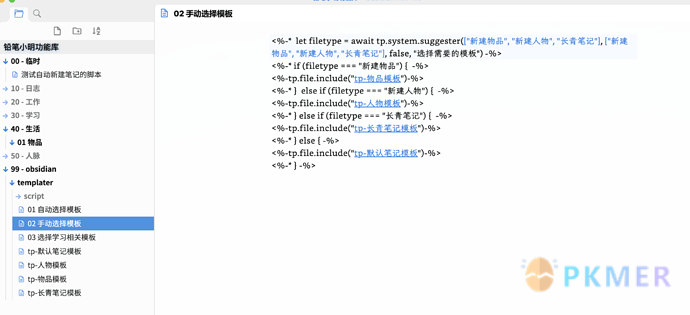 02 手动选择模板
铅笔小明功能库
00 - 临时
测试自动新建笔记的脚本
10 - 日志
20 - 工作
30 - 学习
40 - 生活
01 物品
50 - 人脉
99 - obsidian
templater
script
01 自动选择模板
02 手动选择模板
03 选择学习相关模板
tp-默认笔记模板
tp-人物模板
tp-物品模板
tp-长青笔记模板
<%-* let filetype = await tp.system.suggester(["新建物品", "新建人物", "长青笔记"], ["新建
物品", "新建人物", "长青笔记"], false, "选择需要的模板") -%>
<%-* if (filetype === "新建物品") { -%>
<%-tp.file.include("tp-物品模板")-%>
<%-* } else if (filetype === "新建人物") { -%>
<%-tp.file.include("tp-人物模板")-%>
<%-* } else if (filetype === "长青笔记") { -%>
<%-tp.file.include("tp-长青笔记模板")-%>
<%-* } else { -%>
<%-tp.file.include("tp-默认笔记模板")-%>
<%-* } -%>
PKMER